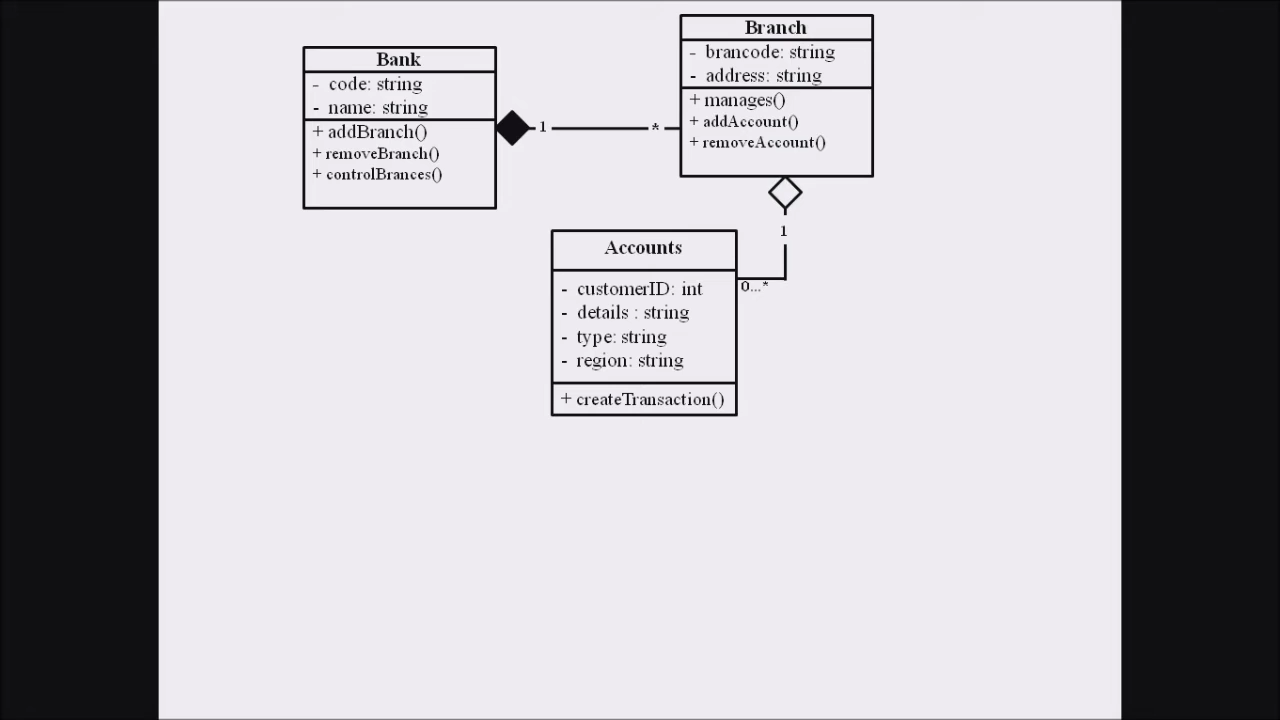 Bank
- code: string
- name: string
+ addBranch()
+ removeBranch()
+ controlBrances()
1
*
Branch
- brancode: string
- address: string
+ manages()
+ addAccount()
+ removeAccount()
1
0...*
Accounts
- customerID: int
- details : string
- type: string
- region: string
+ createTransaction()